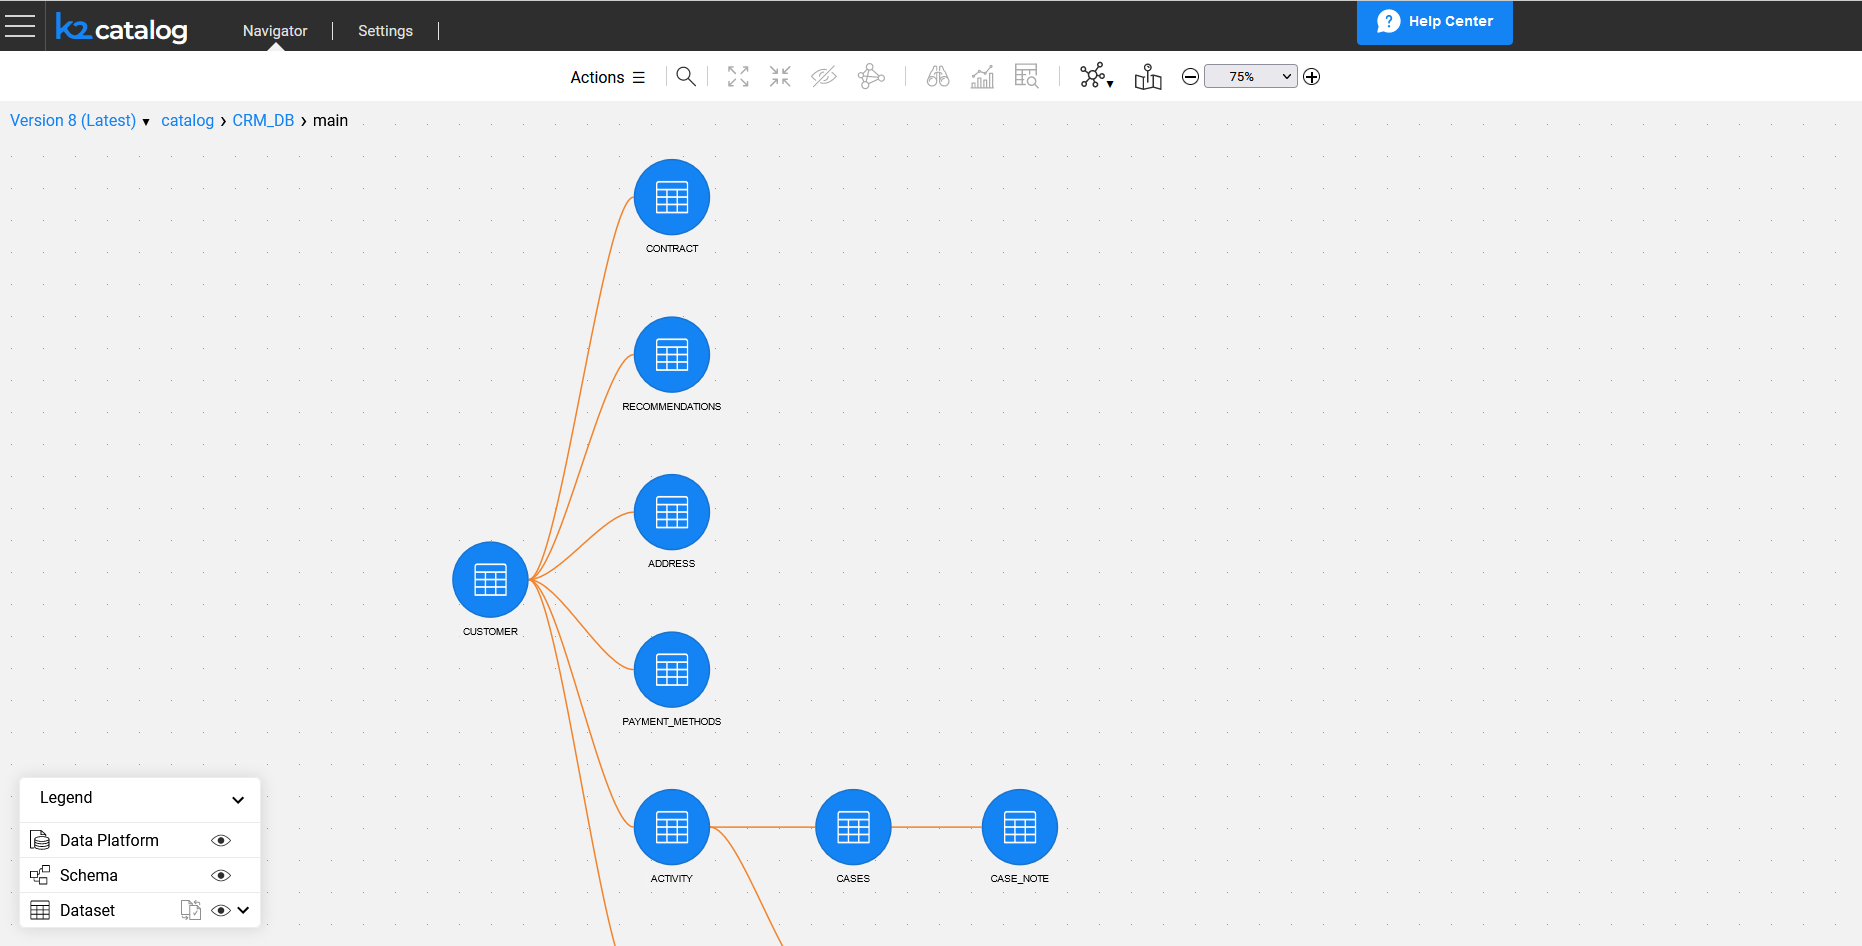 k2catalog Navigator Settings ? Help Center
Actions 75%
Version 8 (Latest) catalog › CRM_DB › main
CONTRACT
RECOMMENDATIONS
ADDRESS
CUSTOMER
PAYMENT_METHODS
ACTIVITY CASES CASE_NOTE
Legend
Data Platform
Schema
Dataset